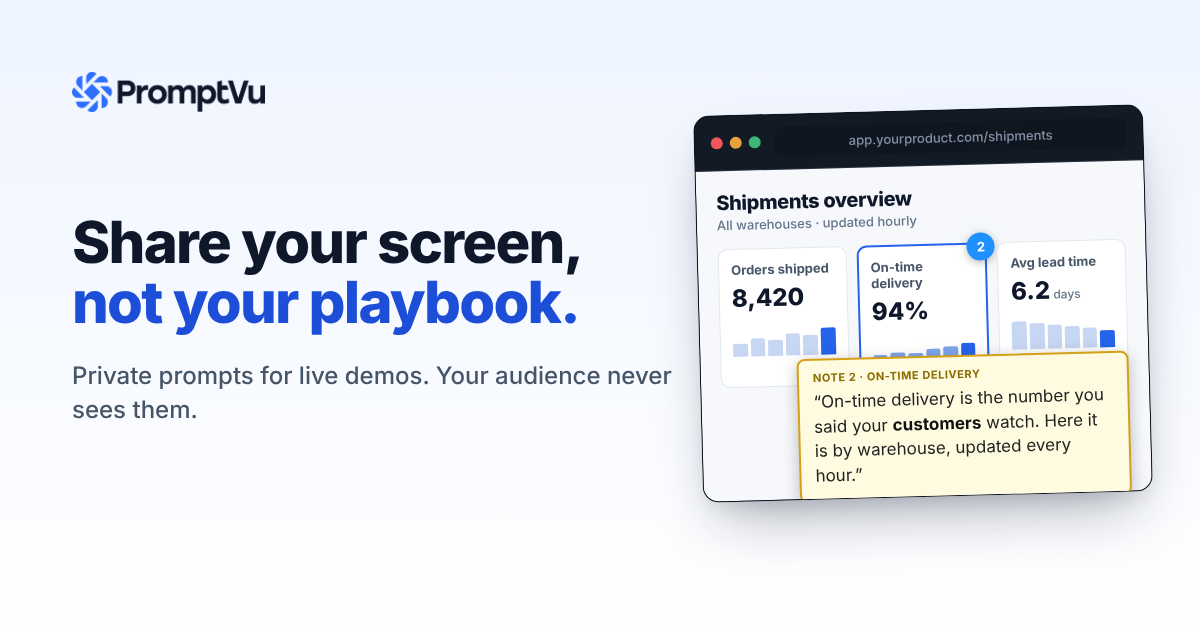 PromptVu
Share your screen,
not your playbook.
Private prompts for live demos. Your audience never
sees them.
app.yourproduct.com/shipments
Shipments overview
All warehouses · updated hourly
Orders shipped
8,420
2
On-time
delivery
94%
Avg lead time
6.2 days
NOTE 2 · ON-TIME DELIVERY
“On-time delivery is the number you
said your customers watch. Here it
is by warehouse, updated every
hour.”